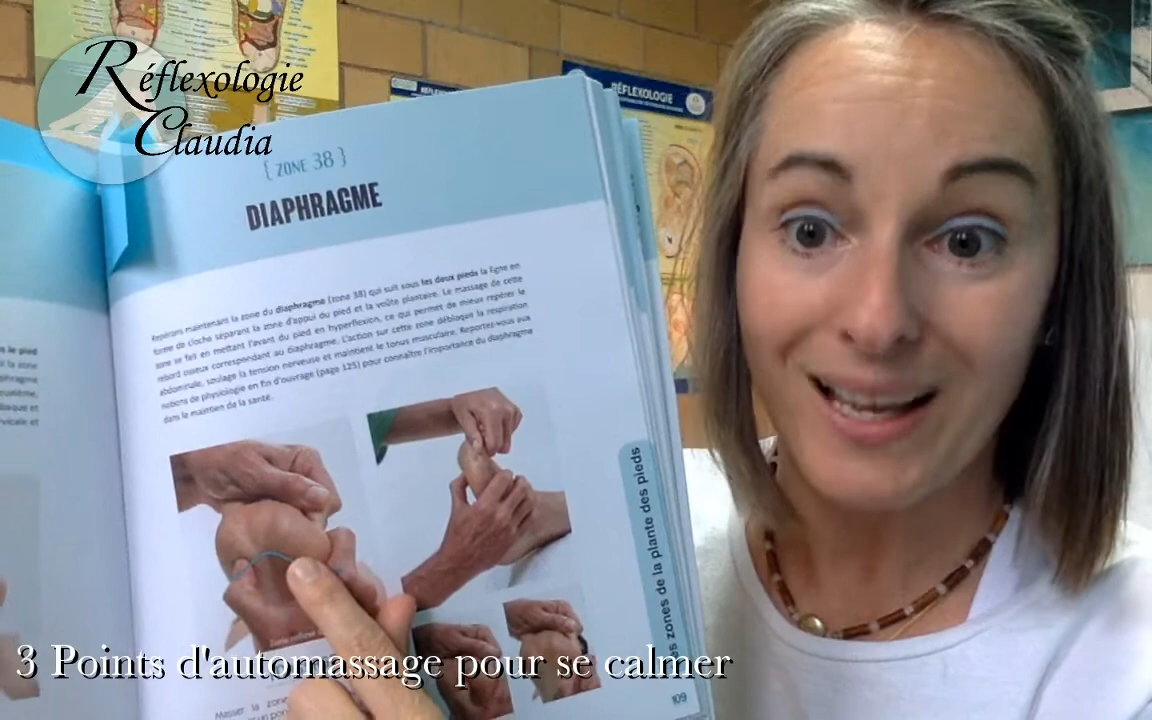 Réflexologie
Claudia
RÉFLEXOLOGIE
{ ZONE 38 }
DIAPHRAGME
Repérons maintenant la zone du diaphragme (zone 38) qui suit sous les deux pieds la ligne en
forme de cloche séparant la zone d'appui du pied et la voûte plantaire. Le massage de cette
zone se fait en mettant l'avant du pied en hyperflexion, ce qui permet de mieux repérer le
rebord osseux correspondant au diaphragme. L'action sur cette zone débloque la respiration
abdominale, soulage la tension nerveuse et maintient le tonus musculaire. Reportez-vous aux
notions de physiologie en fin d'ouvrage (page 125) pour connaître l'importance du diaphragme
dans le maintien de la santé.
zones de la plante des pieds
Masser la zone
109
3 Points d'automassage pour se calmer